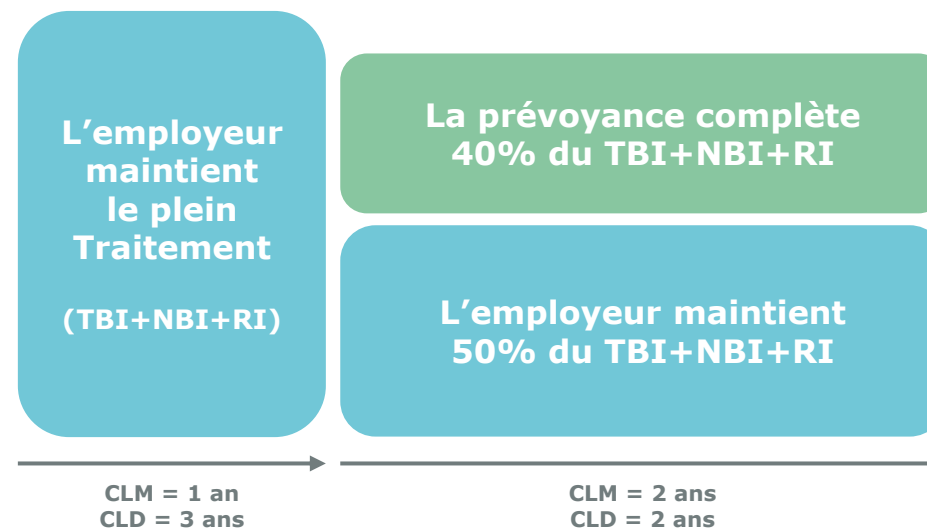 L’employeur
maintient
le plein
Traitement
(TBI+NBI+RI)
La prévoyance complète
40% du TBI+NBI+RI
L’employeur maintient
50% du TBI+NBI+RI
CLM = 1 an
CLD = 3 ans
CLM = 2 ans
CLD = 2 ans